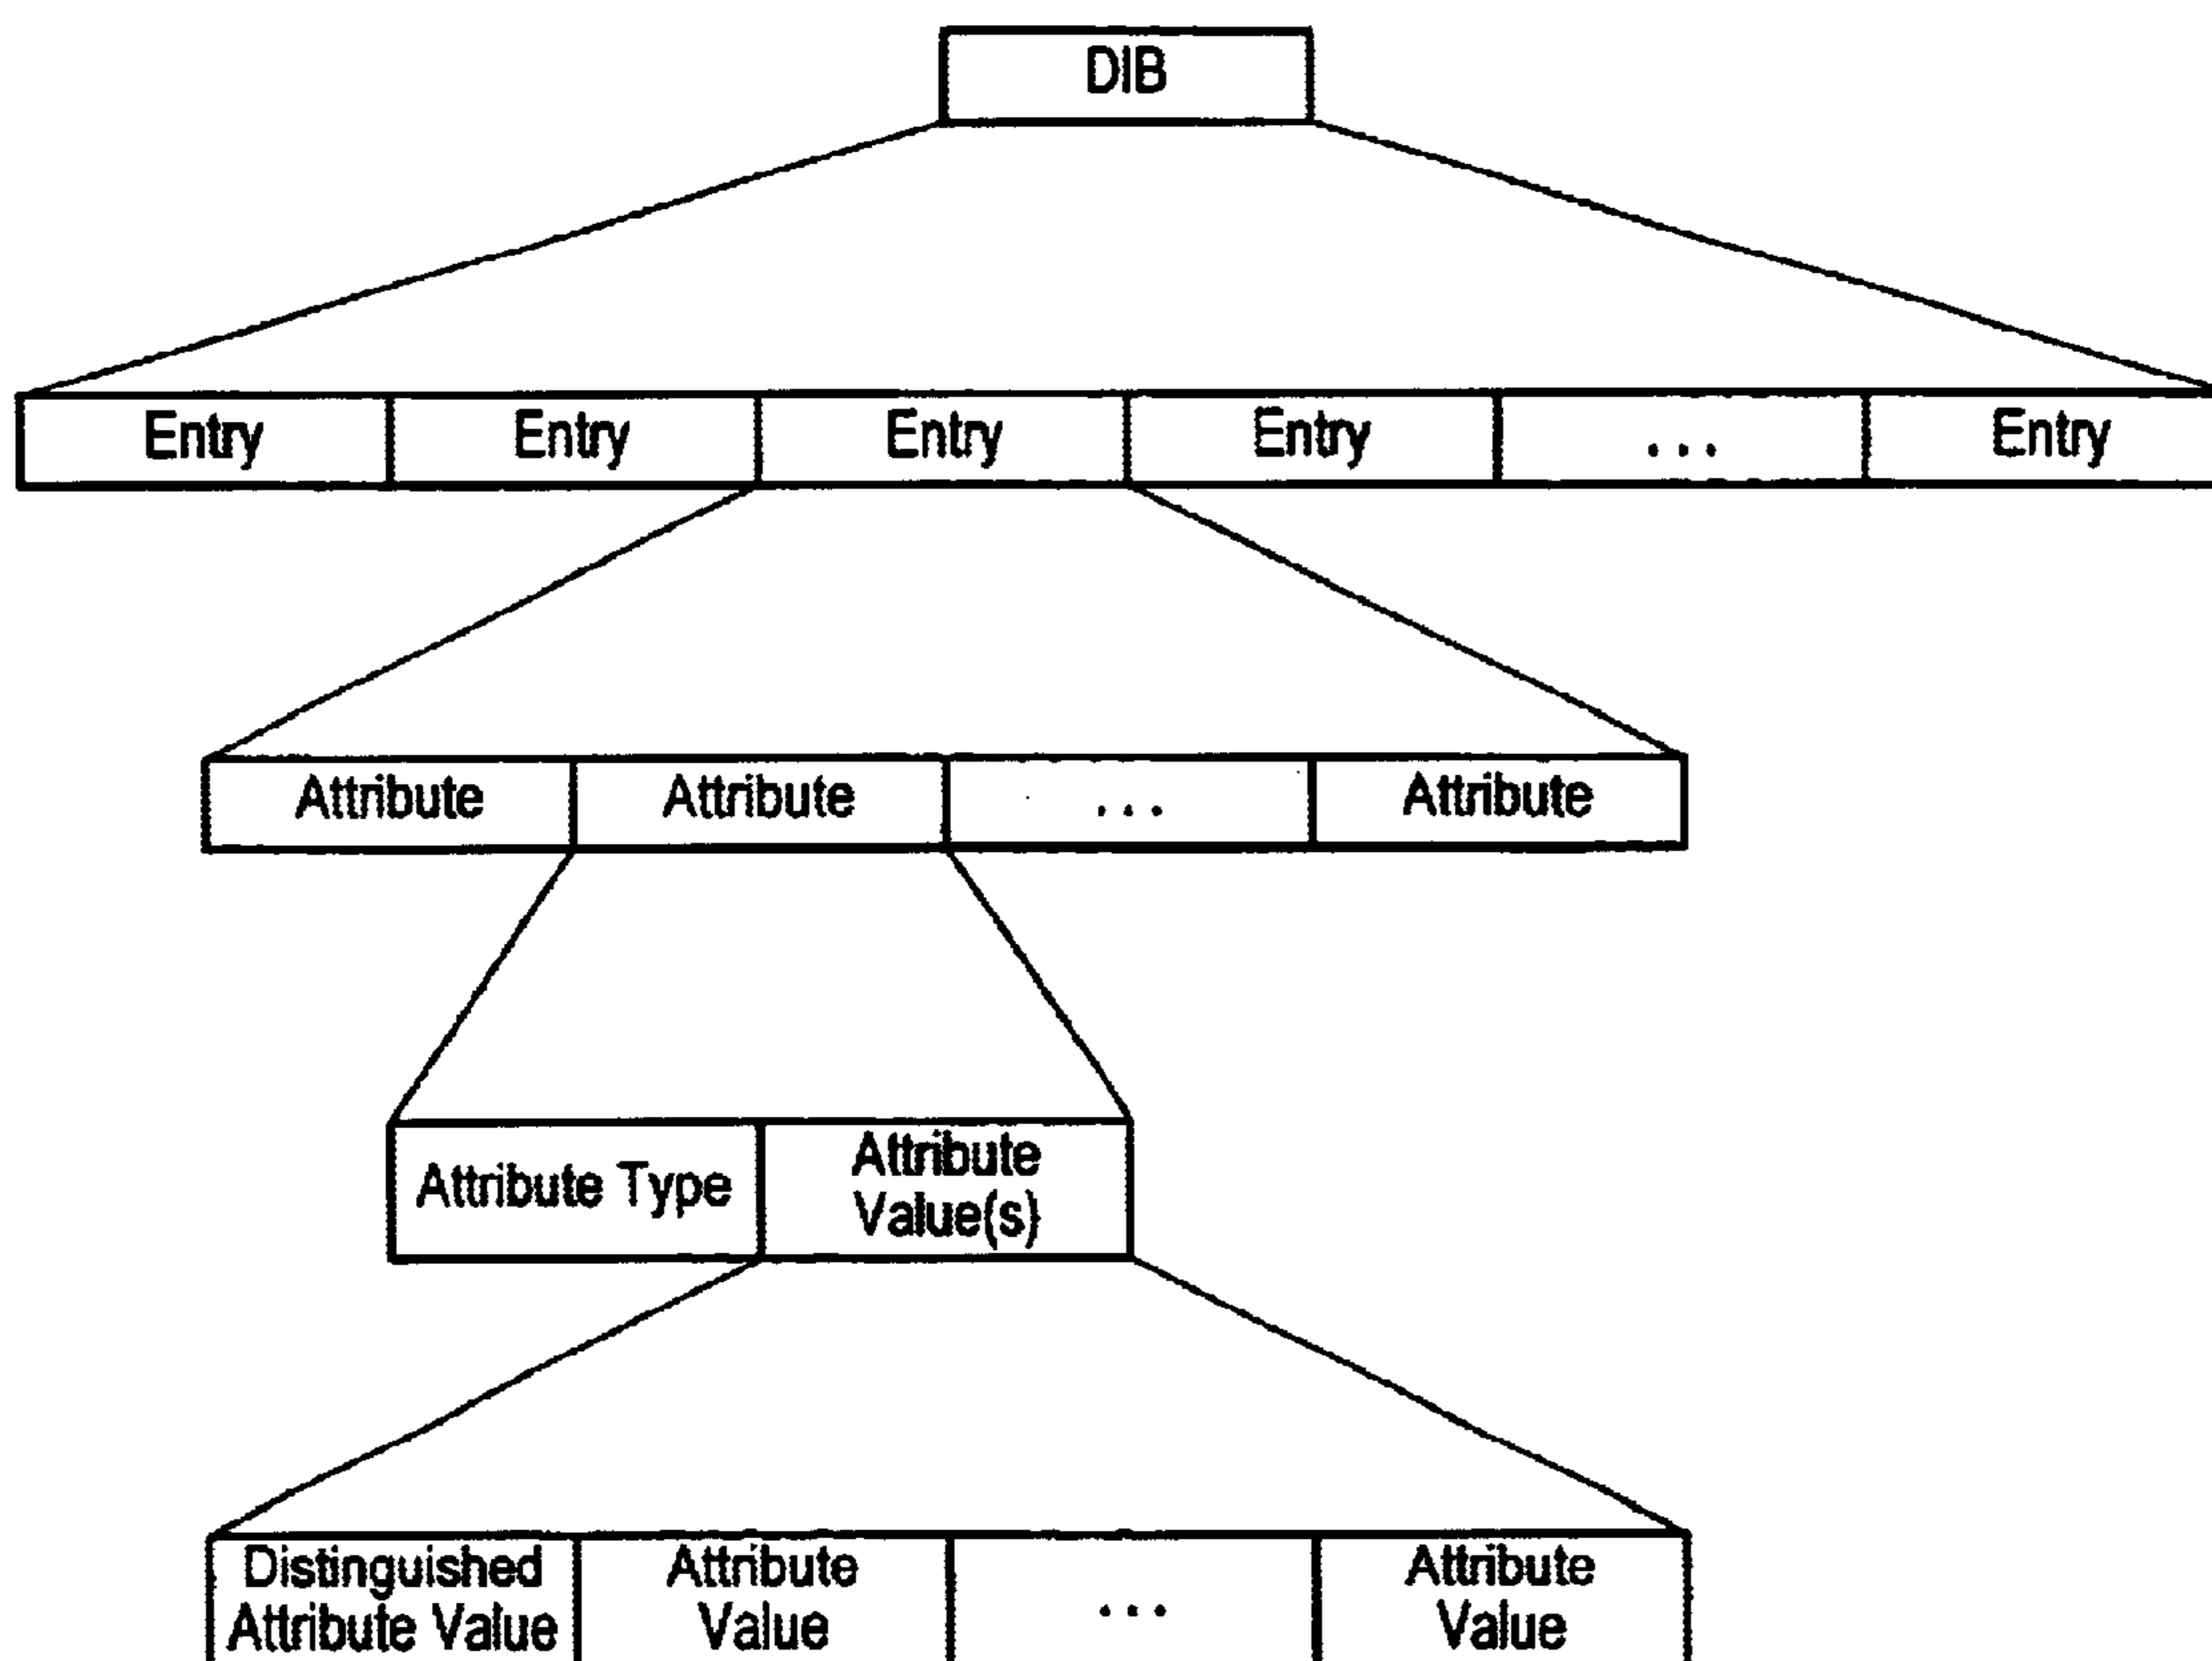 DIB
Entry Entry Entry Entry ... Entry
Attribute Attribute ... Attribute
Attribute Type
Attribute
Value(s)
Distinguished
Attribute Value
Attribute
Value
...
Attribute
Value